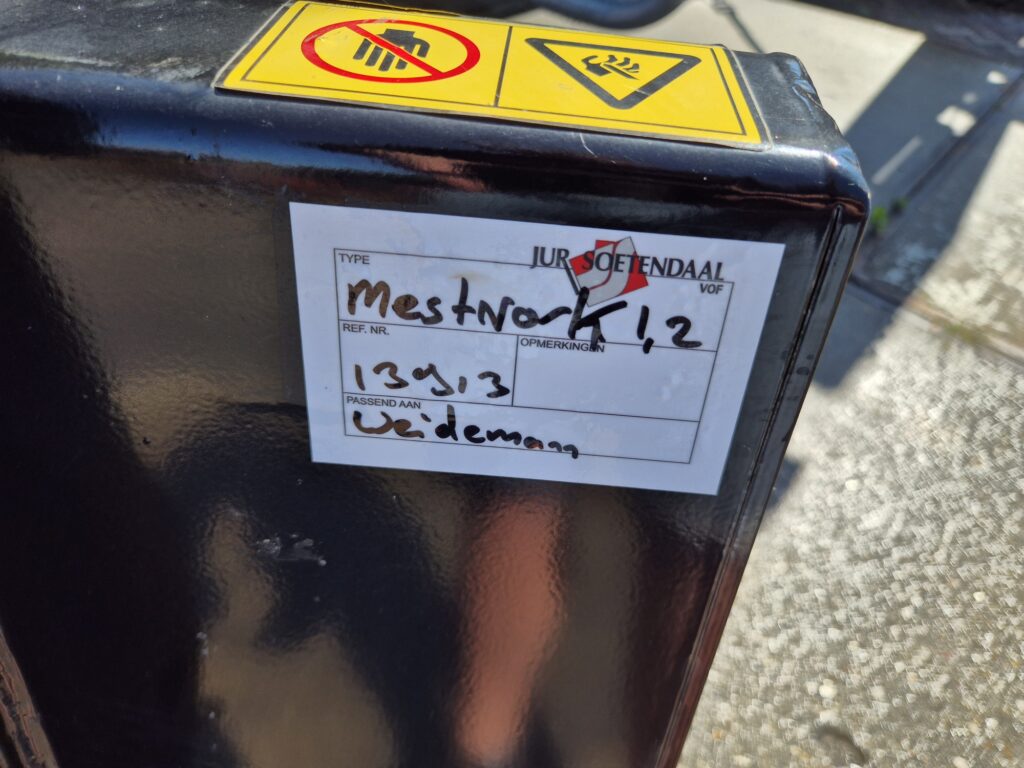 JUR SOETENDAAL
VOF
TYPE
Mestvork 1,2
REF. NR.
OPMERKINGEN
13913
PASSEND AAN
Weidemann